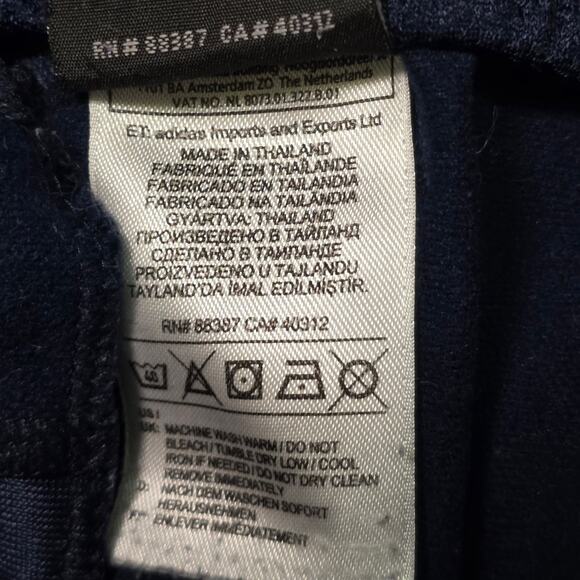 RN# 88387 CA# 40312
1101 BA Amsterdam ZO The Netherlands
VAT NO. NL 8073.01.327.B.01
ET: adidas Imports and Exports Ltd
MADE IN THAILAND
FABRIQUÉ EN THAÏLANDE
FABRICADO EN TAILANDIA
FABRICADO NA TAILÂNDIA
GYÁRTVA: THAILAND
ПРОИЗВЕДЕНО В ТАЙЛАНД
СДЕЛАНО В ТАИЛАНДЕ
PROIZVEDENO U TAJLANDU
TAYLAND'DA İMAL EDİLMİŞTİR.
RN# 88387 CA# 40312
40
US /
UK: MACHINE WASH WARM / DO NOT
BLEACH / TUMBLE DRY LOW / COOL
IRON IF NEEDED / DO NOT DRY CLEAN
REMOVE IMMEDIATELY
D: NACH DEM WASCHEN SOFORT
HERAUSNEHMEN
F: ENLEVER IMMÉDIATEMENT